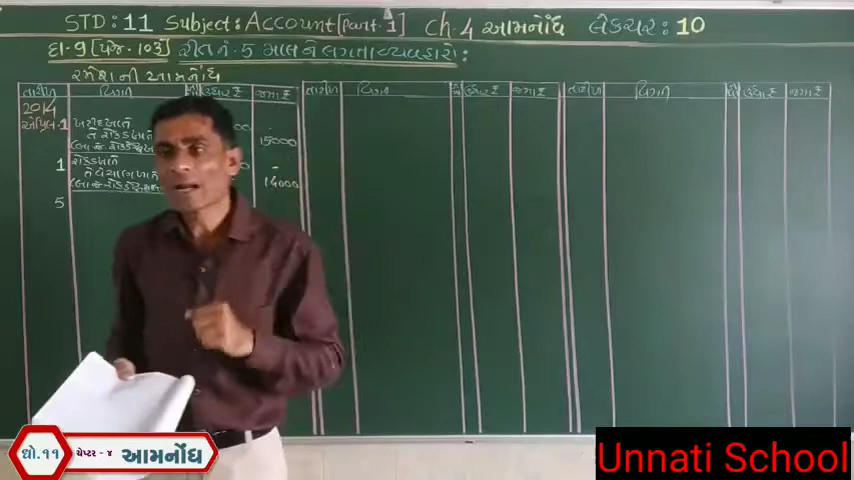 STD: 11 Subject: Account [Part-1] Ch.4 આમનોંધ લેકચર: 10
દા-9 [પેજ. 103] રીત નં. 5 માલને લગતા વ્યવહારો:
રમેશની આમનોંધ
તારીખ વિગત ઉધાર ₹ જમા ₹ તારીખ વિગત ઉધાર ₹ જમા ₹ તારીખ વિગત ઉધાર ₹ જમા ₹
2014
એપ્રિલ-1 ખરીદખાતે
તે રોકડખાતે 15000
1 રોકડખાતે
તે વેચાણખાતે 14000
5
ધો.૧૧ ચેપ્ટર - ૪ આમનોંધ
Unnati School